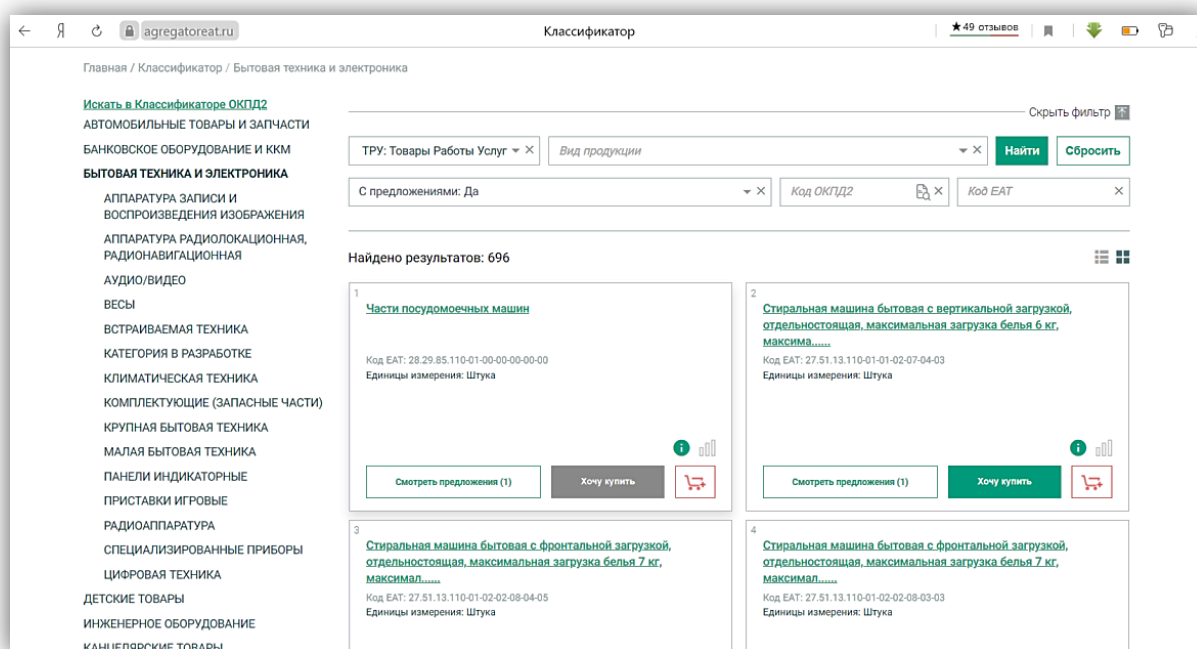 Я
agregatoreat.ru
Классификатор
★49 отзывов
Главная / Классификатор / Бытовая техника и электроника
Искать в Классификаторе ОКПД2
АВТОМОБИЛЬНЫЕ ТОВАРЫ И ЗАПЧАСТИ
БАНКОВСКОЕ ОБОРУДОВАНИЕ И ККМ
БЫТОВАЯ ТЕХНИКА И ЭЛЕКТРОНИКА
АППАРАТУРА ЗАПИСИ И
ВОСПРОИЗВЕДЕНИЯ ИЗОБРАЖЕНИЯ
АППАРАТУРА РАДИОЛОКАЦИОННАЯ,
РАДИОНАВИГАЦИОННАЯ
АУДИО/ВИДЕО
ВЕСЫ
ВСТРАИВАЕМАЯ ТЕХНИКА
КАТЕГОРИЯ В РАЗРАБОТКЕ
КЛИМАТИЧЕСКАЯ ТЕХНИКА
КОМПЛЕКТУЮЩИЕ (ЗАПАСНЫЕ ЧАСТИ)
КРУПНАЯ БЫТОВАЯ ТЕХНИКА
МАЛАЯ БЫТОВАЯ ТЕХНИКА
ПАНЕЛИ ИНДИКАТОРНЫЕ
ПРИСТАВКИ ИГРОВЫЕ
РАДИОАППАРАТУРА
СПЕЦИАЛИЗИРОВАННЫЕ ПРИБОРЫ
ЦИФРОВАЯ ТЕХНИКА
ДЕТСКИЕ ТОВАРЫ
ИНЖЕНЕРНОЕ ОБОРУДОВАНИЕ
КАНЦЕЛЯРСКИЕ ТОВАРЫ
Скрыть фильтр
ТРУ: Товары Работы Услуг
Вид продукции
Найти
Сбросить
С предложениями: Да
Код ОКПД2
Код ЕАТ
Найдено результатов: 696
1
Части посудомоечных машин
Код ЕАТ: 28.29.85.110-01-00-00-00-00-00
Единицы измерения: Штука
Смотреть предложения (1)
Хочу купить
2
Стиральная машина бытовая с вертикальной загрузкой,
отдельностоящая, максимальная загрузка белья 6 кг,
максима......
Код ЕАТ: 27.51.13.110-01-01-02-07-04-03
Единицы измерения: Штука
Смотреть предложения (1)
Хочу купить
3
Стиральная машина бытовая с фронтальной загрузкой,
отдельностоящая, максимальная загрузка белья 7 кг,
максимал......
Код ЕАТ: 27.51.13.110-01-02-02-08-04-05
Единицы измерения: Штука
4
Стиральная машина бытовая с фронтальной загрузкой,
отдельностоящая, максимальная загрузка белья 7 кг,
максимал......
Код ЕАТ: 27.51.13.110-01-02-02-08-03-03
Единицы измерения: Штука